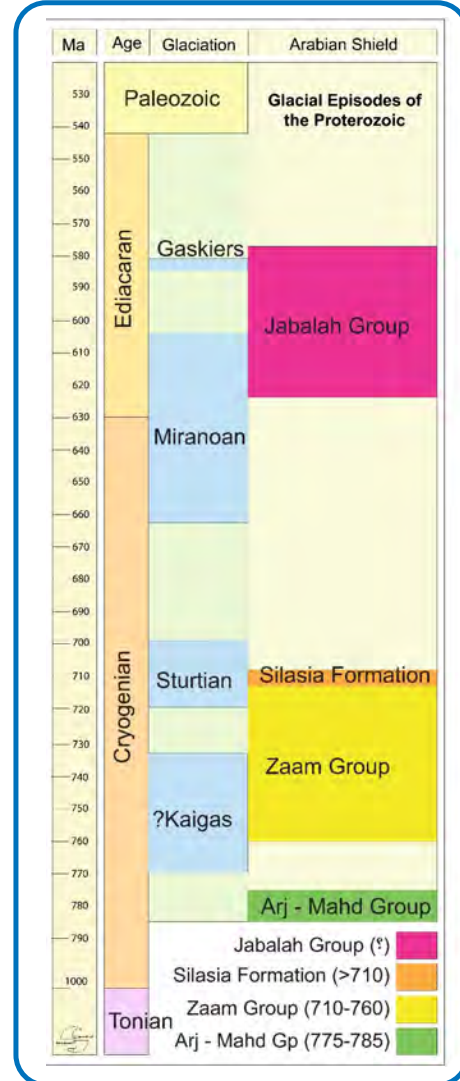 Ma
Age
Glaciation
Arabian Shield
530
540
550
560
570
580
590
600
610
620
630
640
650
660
670
680
690
700
710
720
730
740
750
760
770
780
790
1000
Paleozoic
Ediacaran
Cryogenian
Tonian
Gaskiers
Miranoan
Sturtian
?Kaigas
Glacial Episodes of
the Proterozoic
Jabalah Group
Silasia Formation
Zaam Group
Arj - Mahd Group
Jabalah Group (؟)
Silasia Formation (>710)
Zaam Group (710-760)
Arj - Mahd Gp (775-785)